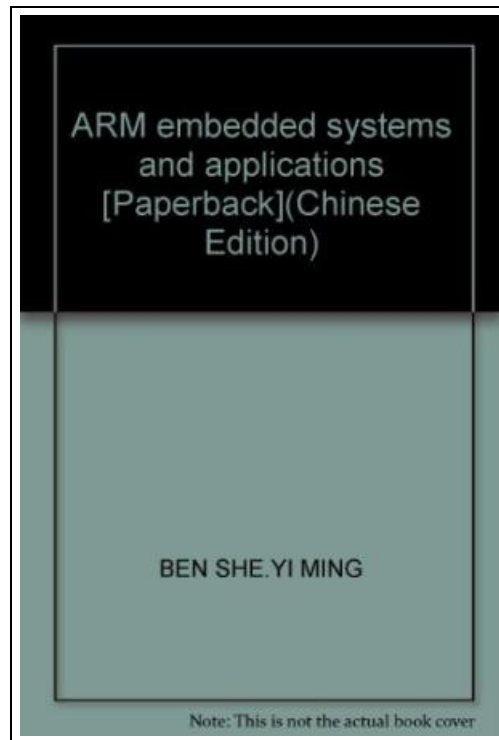 ARM embedded systems
and applications
[Paperback](Chinese
Edition)
BEN SHE.YI MING
Note: This is not the actual book cover